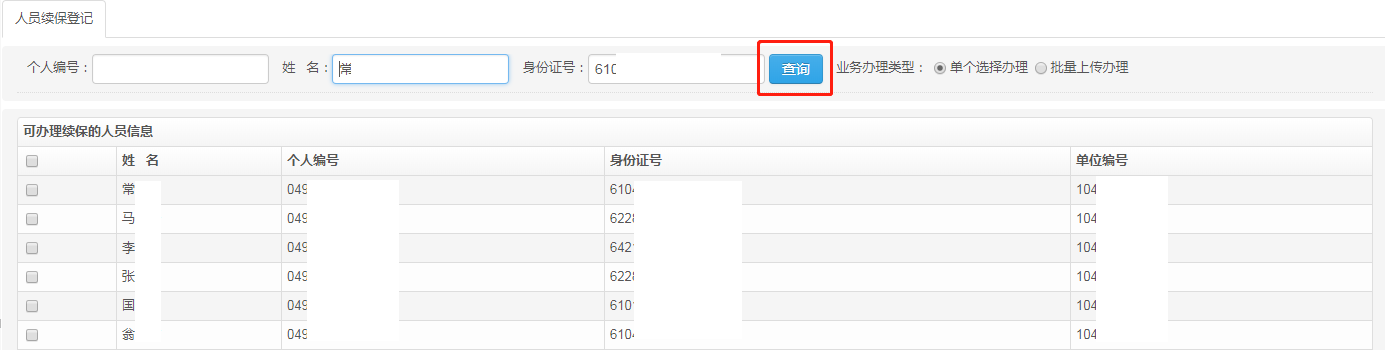 人员续保登记
个人编号： 姓 名：常 身份证号：610 查询 业务办理类型： 单个选择办理 批量上传办理
可办理续保的人员信息
姓 名 个人编号 身份证号 单位编号
常 049 6104 104
马 049 6228 104
李 049 6421 104
张 049 6228 104
国 049 6101 104
翁 049 6104 104